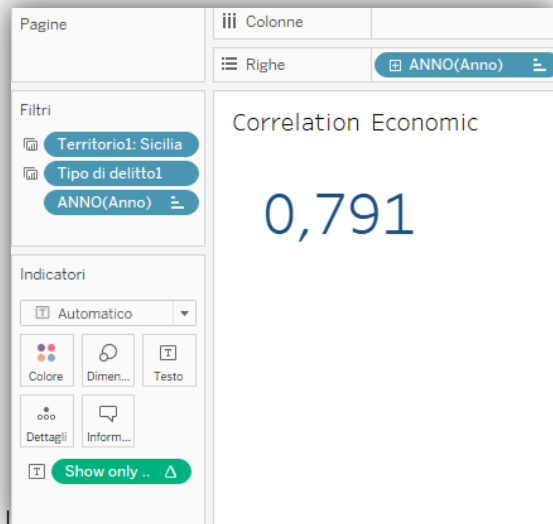 Pagine
Colonne
Righe
ANNO(Anno)
Filtri
Territorio1: Sicilia
Tipo di delitto1
ANNO(Anno)
Correlation Economic
0,791
Indicatori
Automatico
Colore
Dimen...
Testo
Dettagli
Inform...
Show only ..